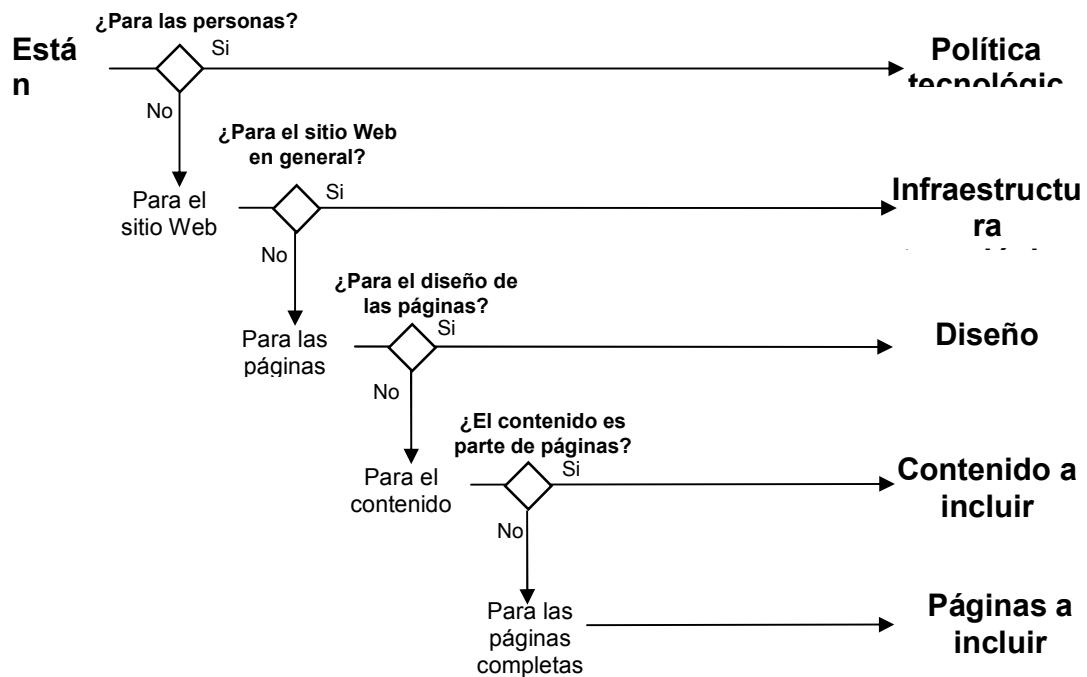 ¿Para las personas?
Está
n
Si
Política
tecnológic
No
¿Para el sitio Web
en general?
Para el
sitio Web
Si
Infraestructu
ra
No
¿Para el diseño de
las páginas?
Para las
páginas
Si
Diseño
No
¿El contenido es
parte de páginas?
Para el
contenido
Si
Contenido a
incluir
No
Para las
páginas
completas
Páginas a
incluir